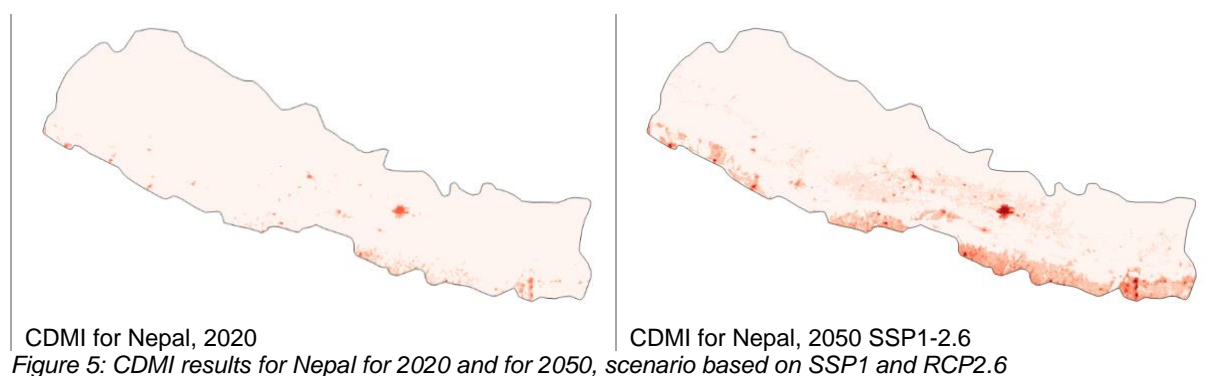 CDMI for Nepal, 2020
CDMI for Nepal, 2050 SSP1-2.6
Figure 5: CDMI results for Nepal for 2020 and for 2050, scenario based on SSP1 and RCP2.6